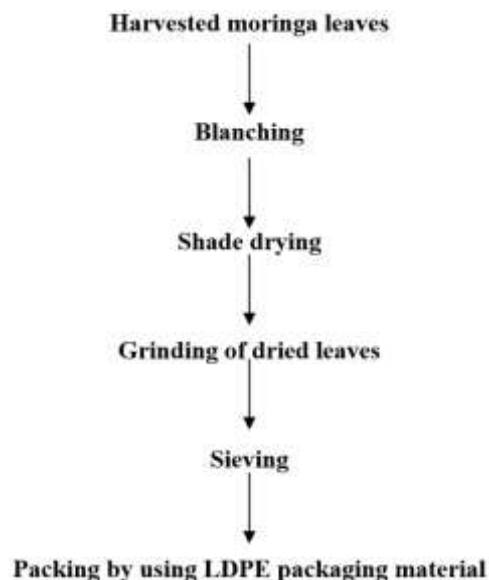 Harvested moringa leaves
Blanching
Shade drying
Grinding of dried leaves
Sieving
Packing by using LDPE packaging material